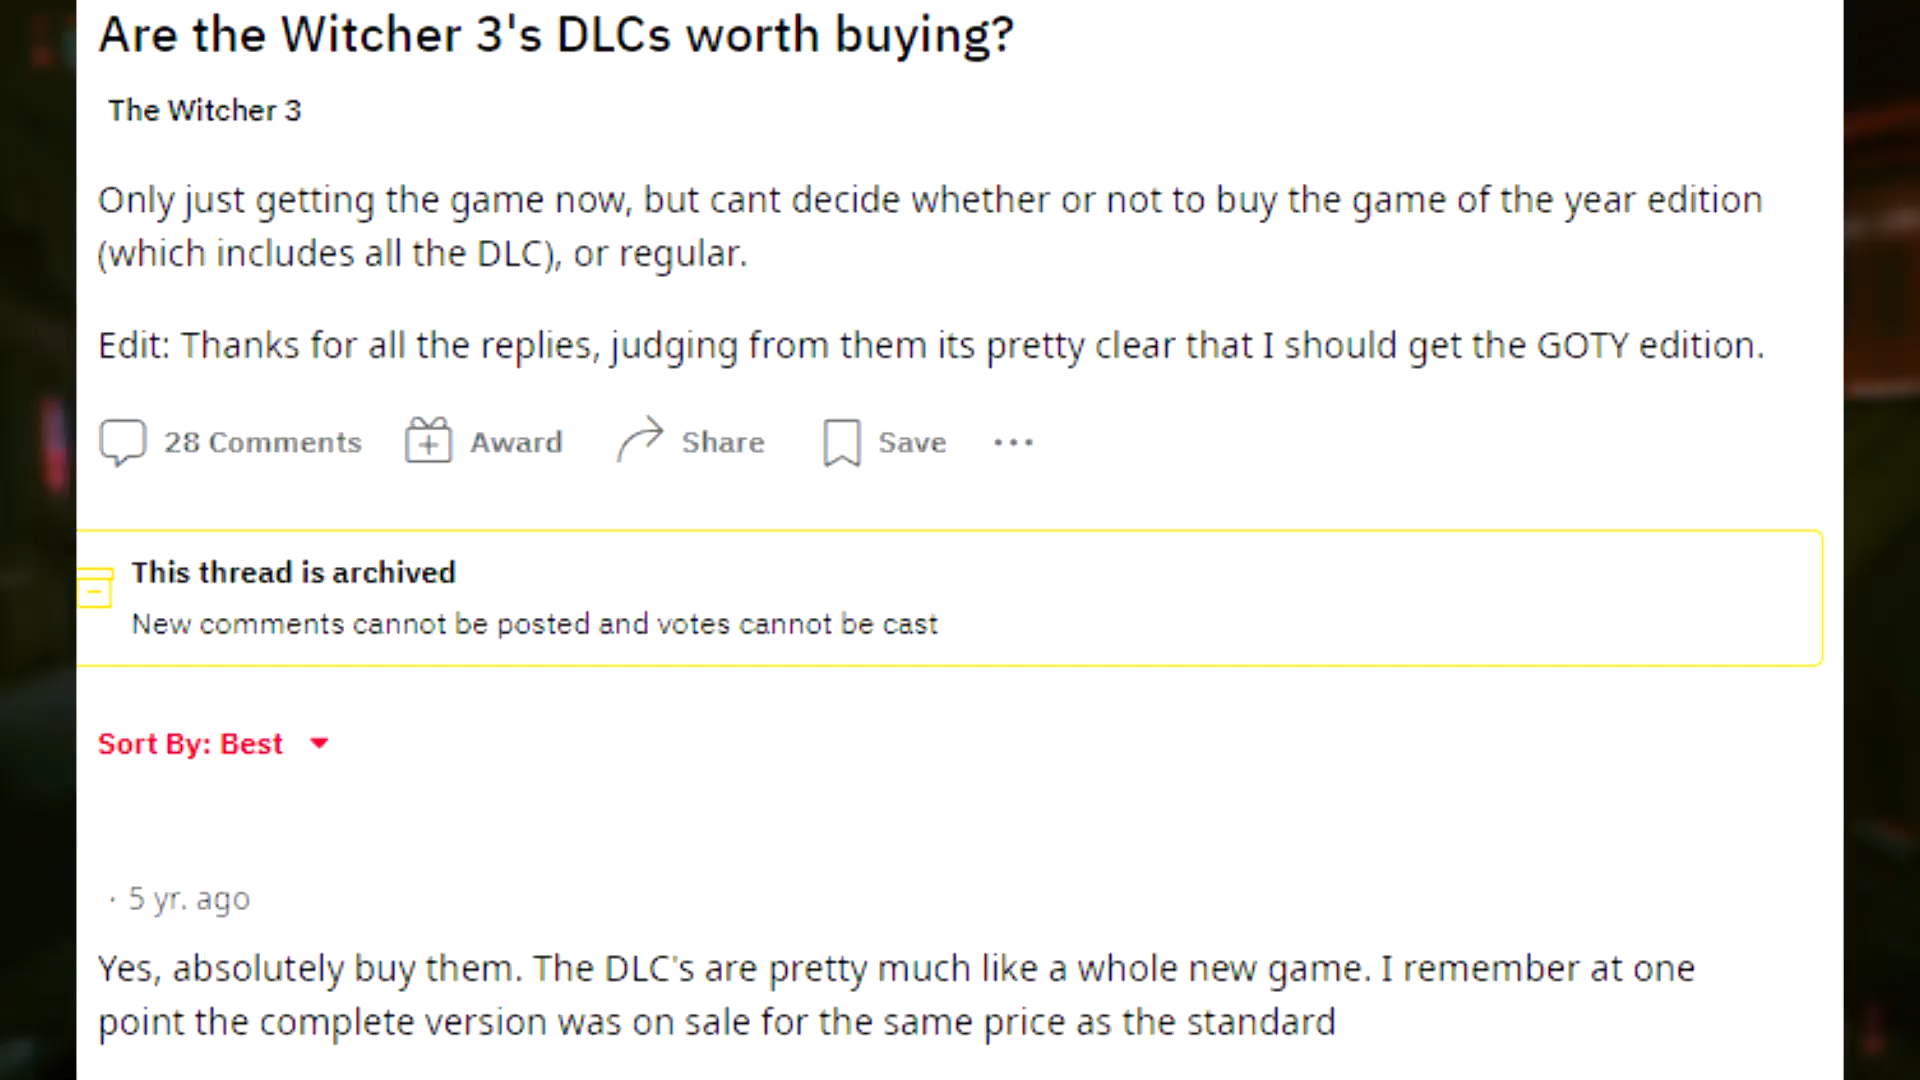 Are the Witcher 3's DLCs worth buying?
The Witcher 3
Only just getting the game now, but cant decide whether or not to buy the game of the year edition
(which includes all the DLC), or regular.
Edit: Thanks for all the replies, judging from them its pretty clear that I should get the GOTY edition.
28 Comments Award Share Save ...
This thread is archived
New comments cannot be posted and votes cannot be cast
Sort By: Best
· 5 yr. ago
Yes, absolutely buy them. The DLC's are pretty much like a whole new game. I remember at one
point the complete version was on sale for the same price as the standard